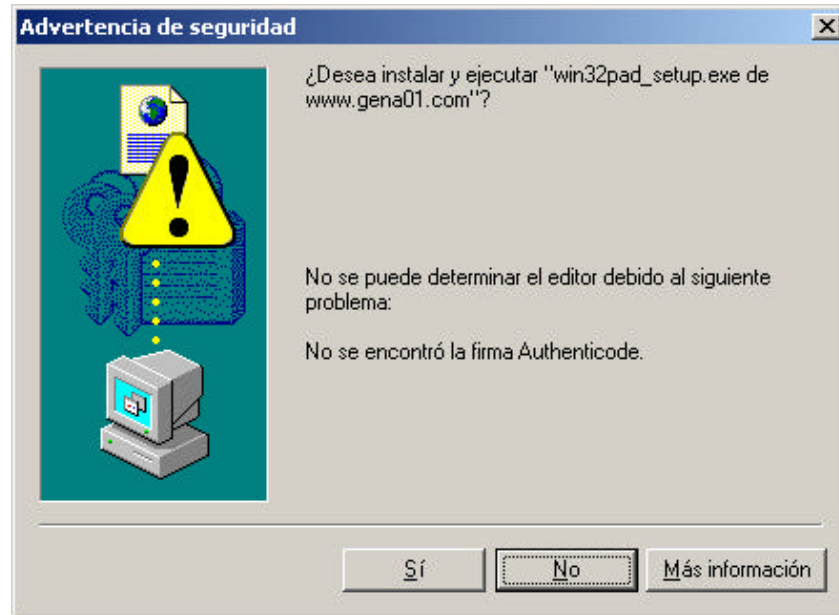 Advertencia de seguridad
¿Desea instalar y ejecutar "win32pad_setup.exe de
www.gena01.com"?
No se puede determinar el editor debido al siguiente
problema:
No se encontró la firma Authenticode.
Sí
No
Más información